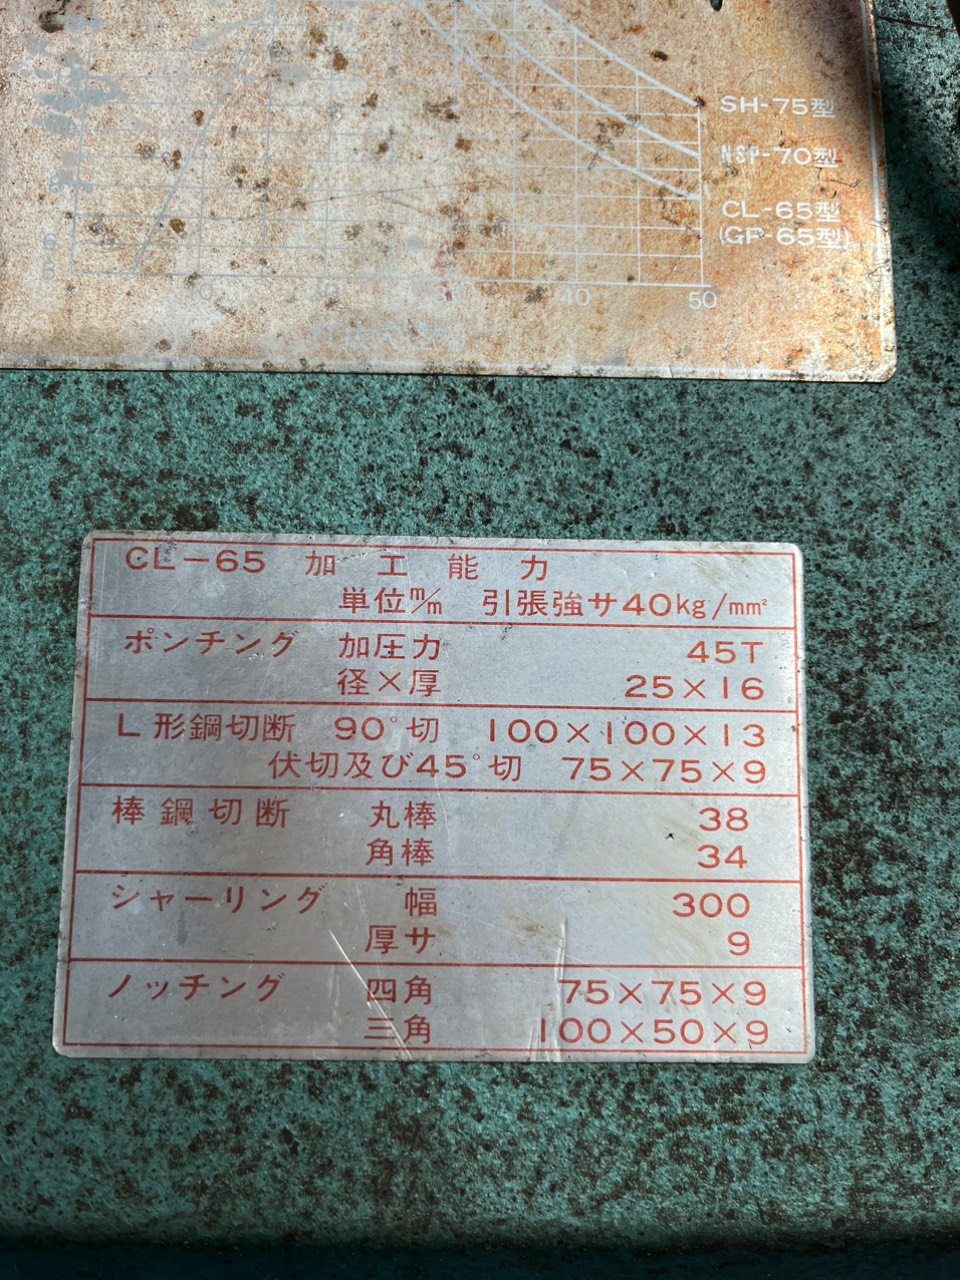 SH-75型
NSP-70型
CL-65型
(GP-65型)
6
6
10
40
50
CL-65 加工能力
単位m/m 引張強サ40kg/mm²
ポンチング 加圧力 45T
径×厚 25×16
L形鋼切断 90°切 100×100×13
伏切及び45°切 75×75×9
棒鋼切断 丸棒 38
角棒 34
シャーリング 幅 300
厚サ 9
ノッチング 四角 75×75×9
三角 100×50×9